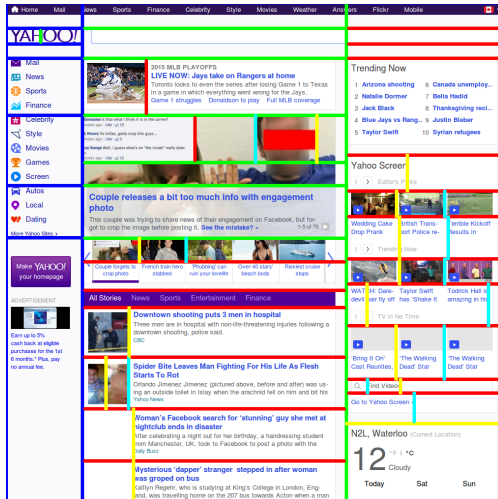 Home Mail News Sports Finance Celebrity Style Movies Weather Answers Flickr Mobile
YAHOO!
Mail
News
Sports
Finance
Celebrity
Style
Movies
Games
Screen
Autos
Local
Dating
More Yahoo Sites >
Make YAHOO!
your homepage
ADVERTISEMENT
Earn up to 5%
cash back at eligible
purchases for the 1st
6 months.* Plus, pay
no annual fee.
2015 MLB PLAYOFFS
LIVE NOW: Jays take on Rangers at home
Toronto looks to even the series after losing Game 1 to Texas
in a game in which everything went wrong for the Jays.
Game 1 struggles Donaldson to play Full MLB coverage
Couple releases a bit too much info with engagement
photo
This couple was trying to share news of their engagement on Facebook, but for-
got to crop the image before posting it. See the mistake? »
1-5 of 75
Couple forgets to
crop photo
French train hero
stabbed
'Phubbing' can
ruin your lovelife
Over-40 stars'
beach bods
Riskiest cruise
stops
All Stories News Sports Entertainment Finance
Downtown shooting puts 3 men in hospital
Three men are in hospital with non-life-threatening injuries following a
downtown shooting, police said.
CBC
Spider Bite Leaves Man Fighting For His Life As Flesh
Starts To Rot
Orlando Jimenez Jimenez (pictured above, before and after) was us-
ing an outside toilet in Islay when the arachnid fell on him and bit his
Yahoo News
Woman's Facebook search for 'stunning' guy she met at
nightclub ends in disaster
After celebrating a night out for her birthday, a hairdressing student
from Manchester, UK, took to Facebook to post a photo with the
Daily Buzz
Mysterious 'dapper' stranger stepped in after woman
was groped on bus
Kaitlyn Regehr, who is studying at King's College in London, Eng-
land, was travelling home on the 207 bus towards Acton when a man
Trending Now
1 Arizona shooting
2 Natalie Dormer
3 Jack Black
4 Blue Jays vs Rang...
5 Taylor Swift
6 Canada unemploy...
7 Bella Hadid
8 Thanksgiving reci...
9 Justin Bieber
10 Syrian refugees
Yahoo Screen
Editor's Picks
Wedding Cake
Drop Prank
British Trans-
port Police re-
Terrible Kickoff
Results in
Trending Now
WATCH: Dare-
devil hair fly off
Taylor Swift
has 'Shake It
Todrick Hall is
amazing in his
TV in No Time
'Bring It On'
Cast Reunites,
'The Walking
Dead' Star
'The Walking
Dead' Star
Find Videos
Go to Yahoo Screen
N2L, Waterloo (Current Location)
12 °F | °C
Cloudy
Today Sat Sun